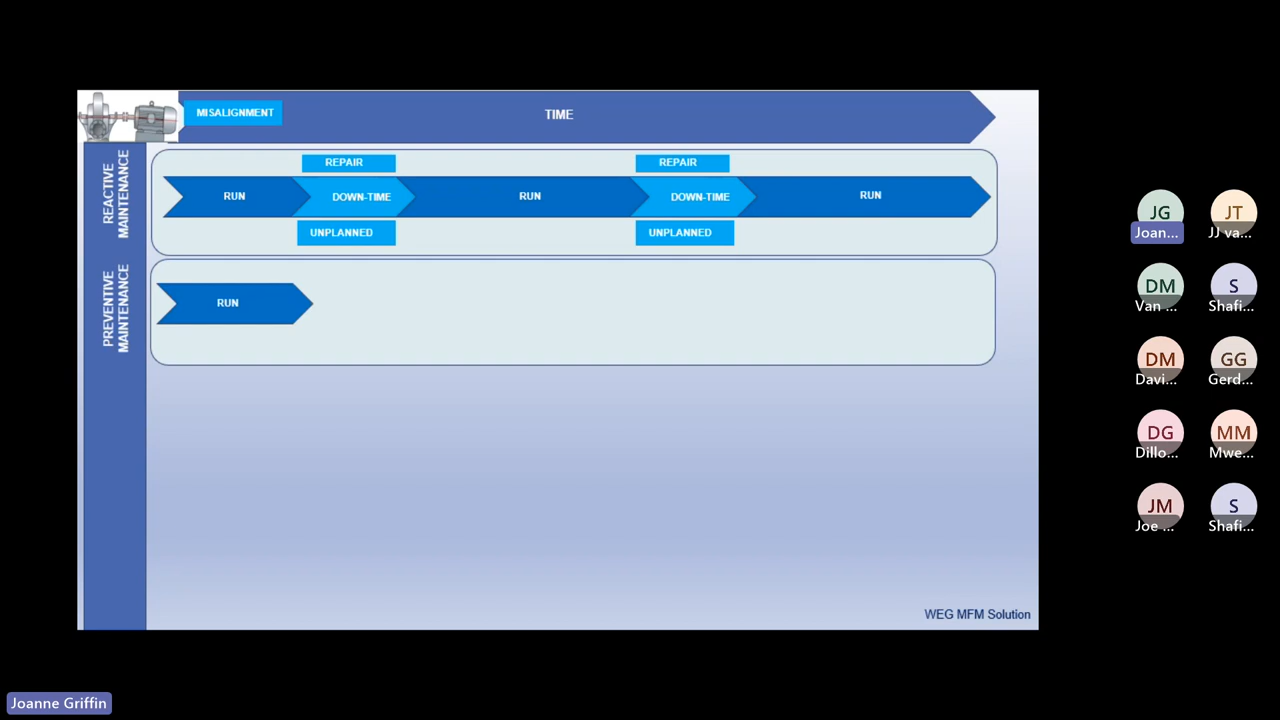 MISALIGNMENT
TIME
REACTIVE
MAINTENANCE
REPAIR
REPAIR
RUN
DOWN-TIME
RUN
DOWN-TIME
RUN
UNPLANNED
UNPLANNED
PREVENTIVE
MAINTENANCE
RUN
WEG MFM Solution
JG
Joan...
JT
JJ va...
DM
Van ...
S
Shafi...
DM
Davi...
GG
Gerd...
DG
Dillo...
MM
Mwe...
JM
Joe ...
S
Shafi...
Joanne Griffin